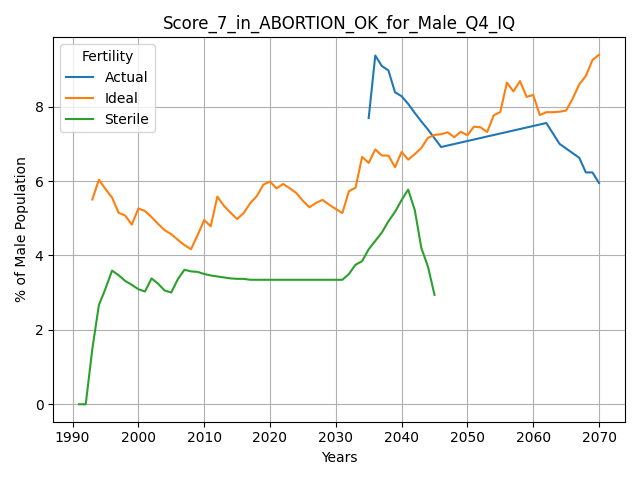 Score_7_in_ABORTION_OK_for_Male_Q4_IQ
Fertility
Actual
Ideal
Sterile
% of Male Population
8
6
4
2
0
1990 2000 2010 2020 2030 2040 2050 2060 2070
Years